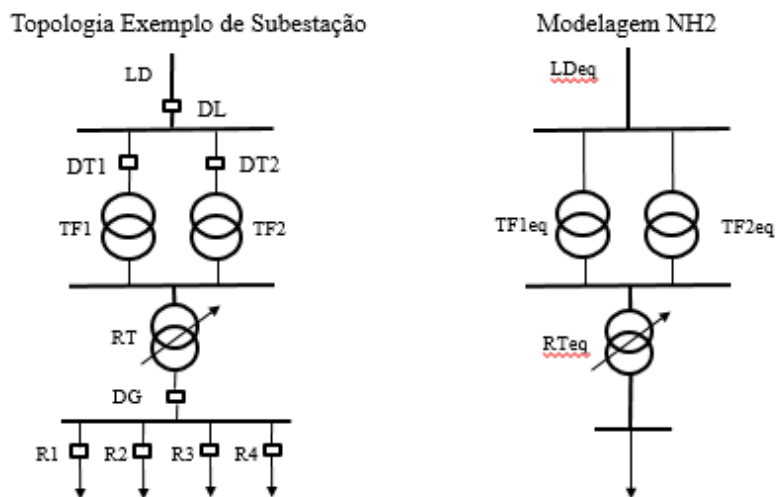 Topologia Exemplo de Subestação
LD
DL
DT1
DT2
TF1
TF2
RT
DG
R1
R2
R3
R4
Modelagem NH2
LDeq
TF1eq
TF2eq
RTeq